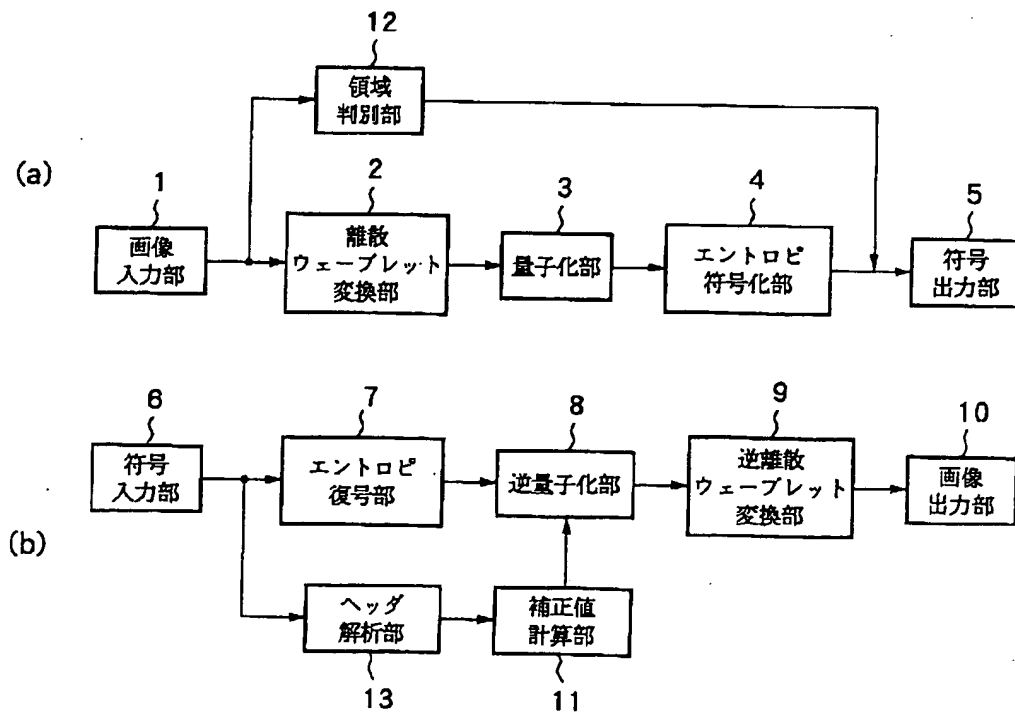 12
領域
判別部
(a)
1
画像
入力部
2
離散
ウェーブレット
変換部
3
量子化部
4
エントロピ
符号化部
5
符号
出力部
(b)
6
符号
入力部
7
エントロピ
復号部
8
逆量子化部
9
逆離散
ウェーブレット
変換部
10
画像
出力部
ヘッダ
解析部
13
補正値
計算部
11